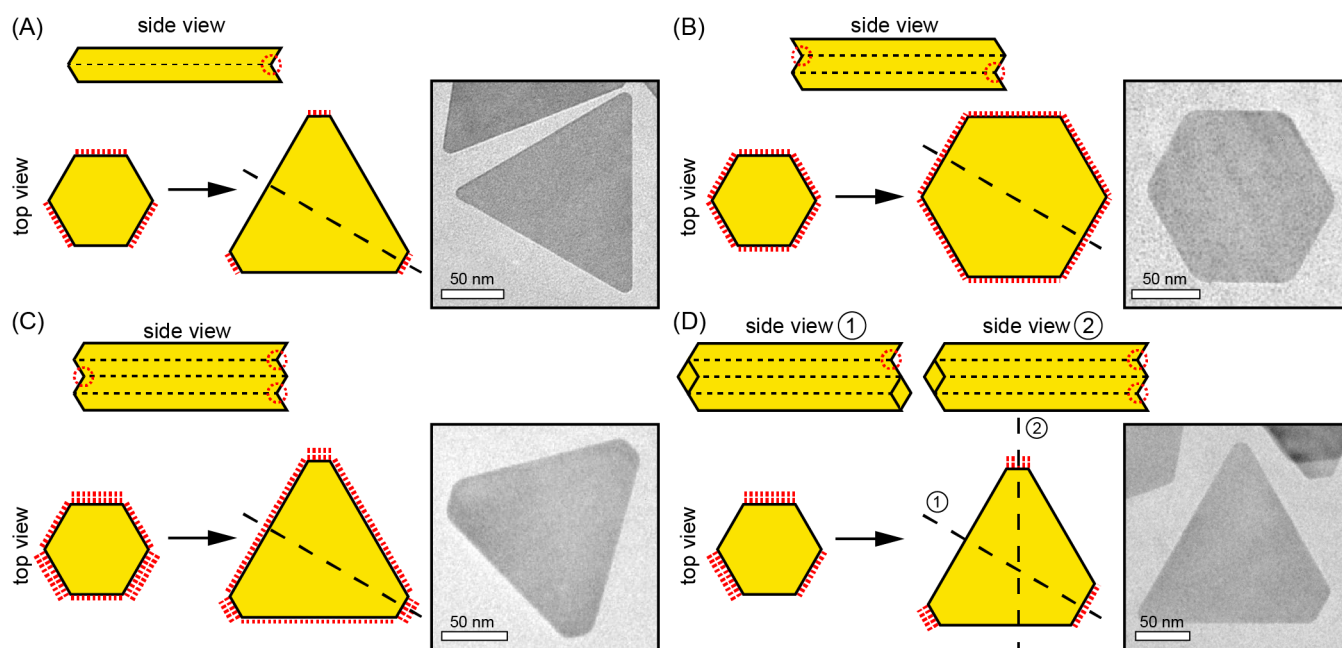 (A)
side view
top view
50 nm
(B)
side view
top view
50 nm
(C)
side view
top view
50 nm
(D)
side view 1
side view 2
2
1
top view
50 nm